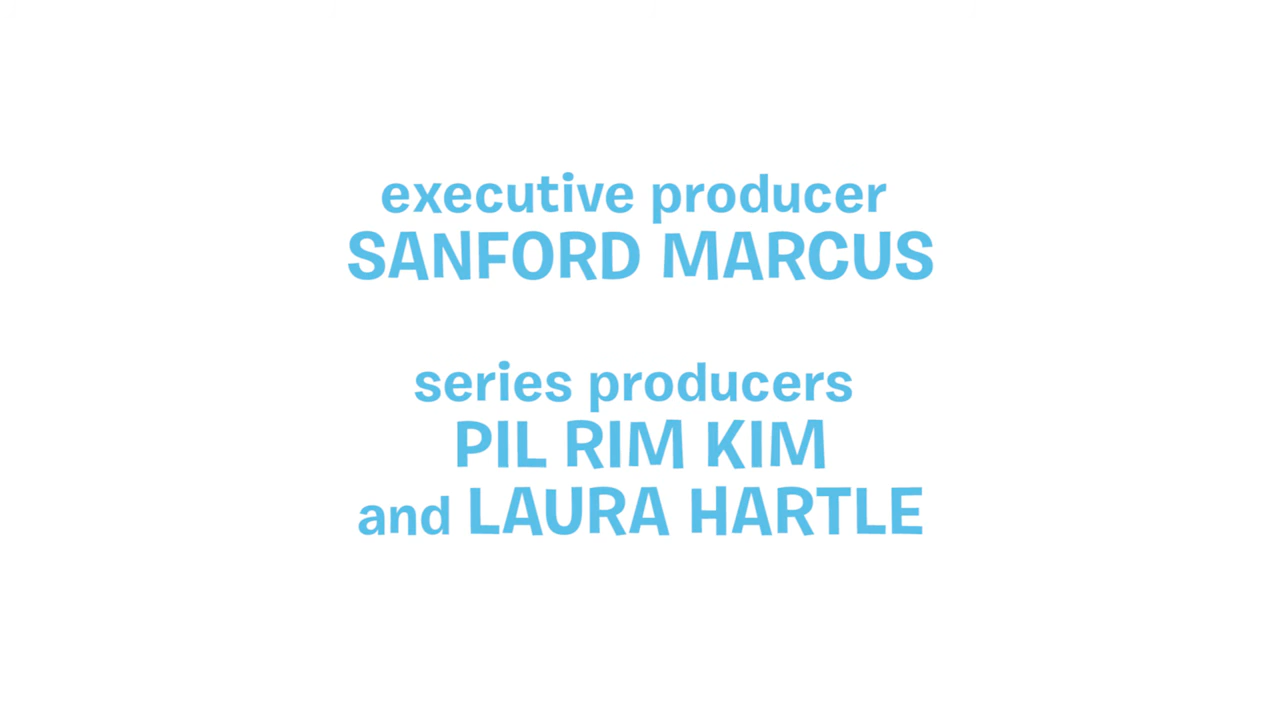 executive producer
SANFORD MARCUS
series producers
PIL RIM KIM
and LAURA HARTLE